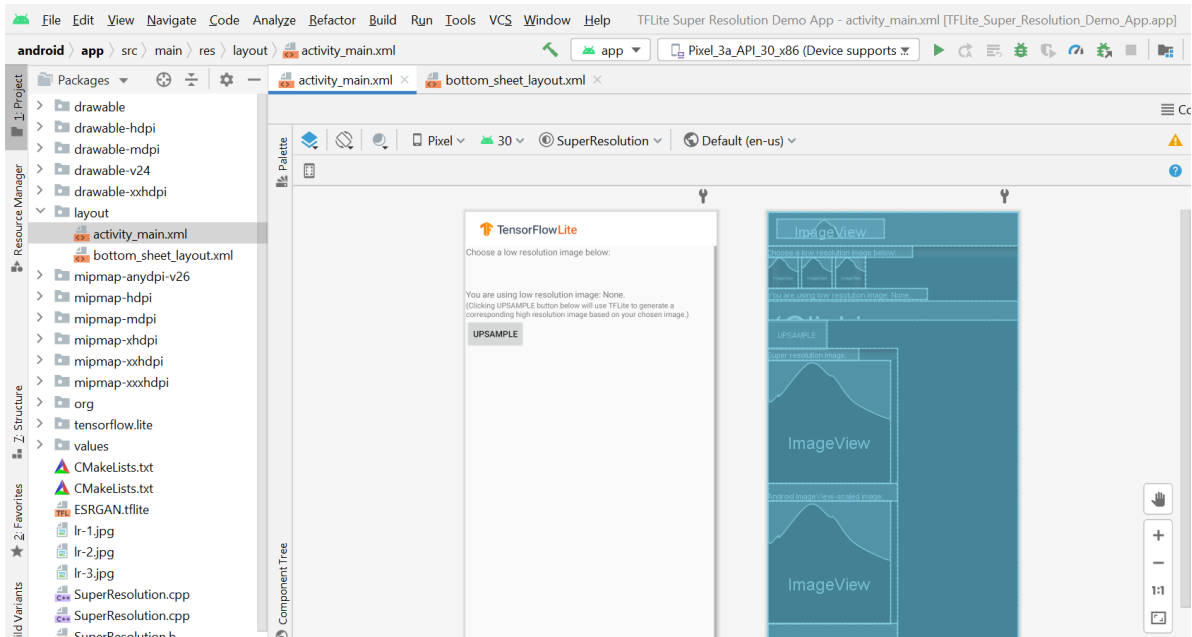 File Edit View Navigate Code Analyze Refactor Build Run Tools VCS Window Help TFLite Super Resolution Demo App - activity_main.xml [TFLite_Super_Resolution_Demo_App.app]
android app src main res layout activity_main.xml app Pixel_3a_API_30_x86 (Device supports
1: Project
Resource Manager
Z: Structure
2: Favorites
Packages
drawable
drawable-hdpi
drawable-mdpi
drawable-v24
drawable-xxhdpi
layout
activity_main.xml
bottom_sheet_layout.xml
mipmap-anydpi-v26
mipmap-hdpi
mipmap-mdpi
mipmap-xhdpi
mipmap-xxhdpi
mipmap-xxxhdpi
org
tensorflow.lite
values
CMakeLists.txt
CMakeLists.txt
ESRGAN.tflite
lr-1.jpg
lr-2.jpg
lr-3.jpg
SuperResolution.cpp
SuperResolution.cpp
SuperResolution.h
activity_main.xml bottom_sheet_layout.xml
Palette
Component Tree
Pixel 30 SuperResolution Default (en-us)
TensorFlowLite
Choose a low resolution image below:
You are using low resolution image: None.
(Clicking UPSAMPLE button below will use TFLite to generate a
corresponding high resolution image based on your chosen image.)
UPSAMPLE
ImageView
Choose a low resolution image below:
ImageView ImageView ImageView
You are using low resolution image: None.
UPSAMPLE
Super resolution image:
ImageView
Android ImageView-scaled image:
ImageView
1:1